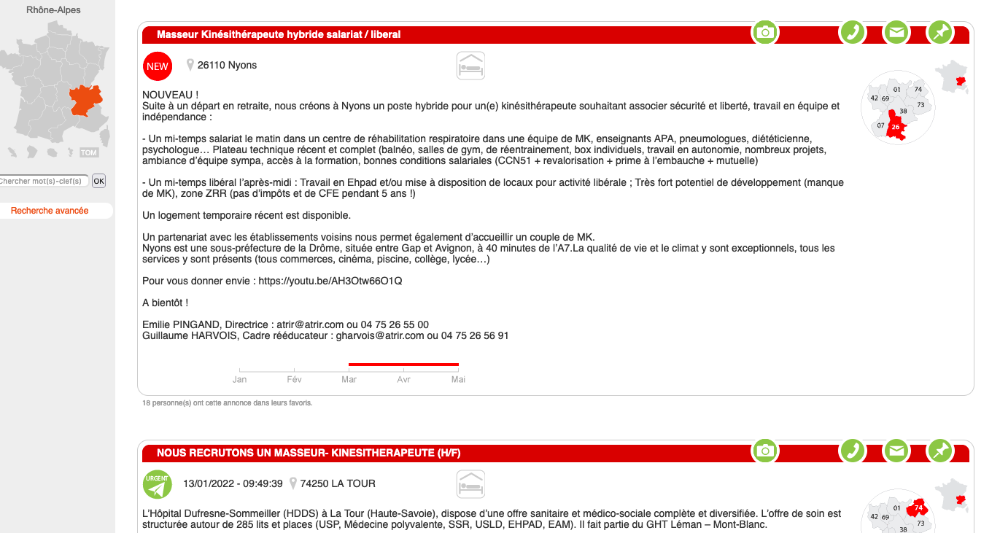 Rhône-Alpes
TOM
Chercher mot(s)-clef(s) OK
Recherche avancée
Masseur Kinésithérapeute hybride salariat / liberal
NEW
26110 Nyons
01
74
42
69
73
38
07
26
NOUVEAU !
Suite à un départ en retraite, nous créons à Nyons un poste hybride pour un(e) kinésithérapeute souhaitant associer sécurité et liberté, travail en équipe et
indépendance :
- Un mi-temps salariat le matin dans un centre de réhabilitation respiratoire dans une équipe de MK, enseignants APA, pneumologues, diététicienne,
psychologue… Plateau technique récent et complet (balnéo, salles de gym, de réentrainement, box individuels, travail en autonomie, nombreux projets,
ambiance d'équipe sympa, accès à la formation, bonnes conditions salariales (CCN51 + revalorisation + prime à l'embauche + mutuelle)
- Un mi-temps libéral l'après-midi : Travail en Ehpad et/ou mise à disposition de locaux pour activité libérale ; Très fort potentiel de développement (manque
de MK), zone ZRR (pas d'impôts et de CFE pendant 5 ans !)
Un logement temporaire récent est disponible.
Un partenariat avec les établissements voisins nous permet également d'accueillir un couple de MK.
Nyons est une sous-préfecture de la Drôme, située entre Gap et Avignon, à 40 minutes de l'A7.La qualité de vie et le climat y sont exceptionnels, tous les
services y sont présents (tous commerces, cinéma, piscine, collège, lycée…)
Pour vous donner envie : https://youtu.be/AH3Otw66O1Q
A bientôt !
Emilie PINGAND, Directrice : atrir@atrir.com ou 04 75 26 55 00
Guillaume HARVOIS, Cadre rééducateur : gharvois@atrir.com ou 04 75 26 56 91
Jan Fév Mar Avr Mai
18 personne(s) ont cette annonce dans leurs favoris.
NOUS RECRUTONS UN MASSEUR- KINESITHERAPEUTE (H/F)
URGENT
13/01/2022 - 09:49:39 74250 LA TOUR
01
74
42
69
73
38
L'Hôpital Dufresne-Sommeiller (HDDS) à La Tour (Haute-Savoie), dispose d'une offre sanitaire et médico-sociale complète et diversifiée. L'offre de soin est
structurée autour de 285 lits et places (USP, Médecine polyvalente, SSR, USLD, EHPAD, EAM). Il fait partie du GHT Léman – Mont-Blanc.